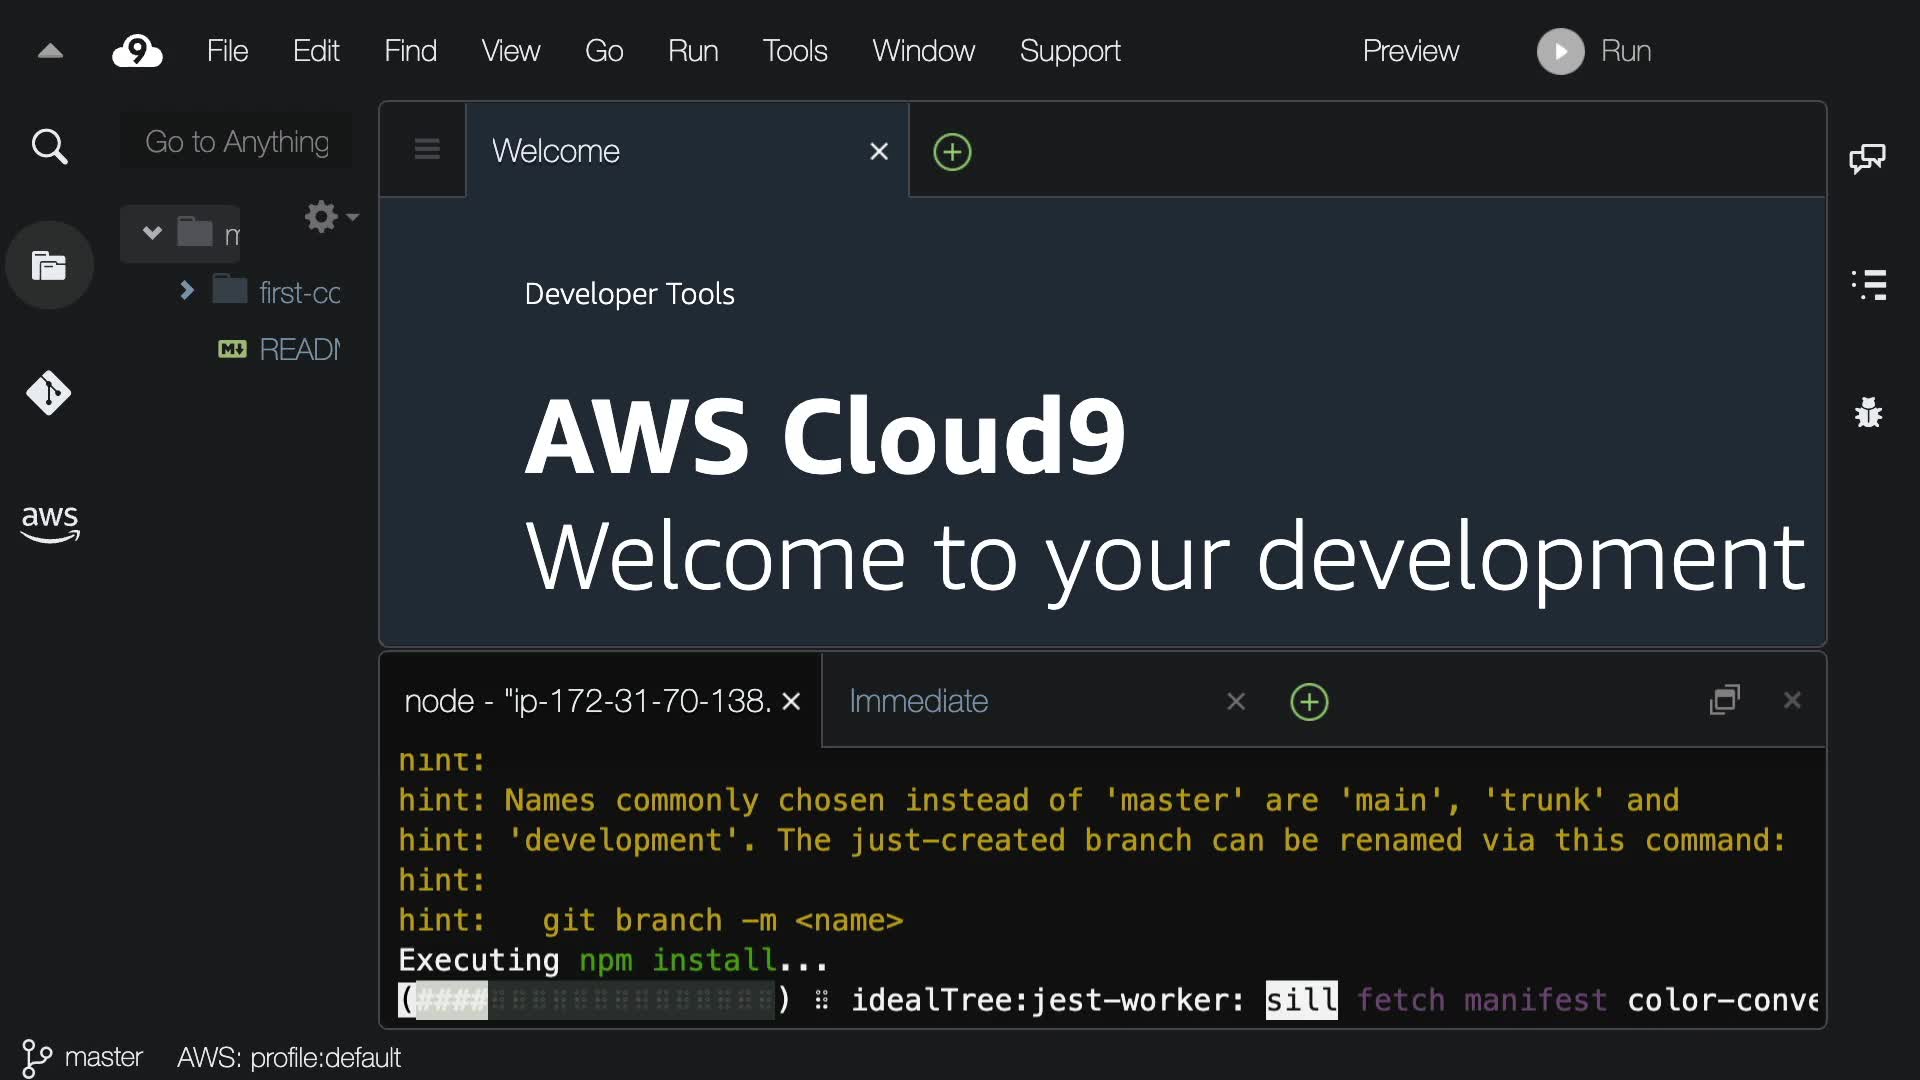 9 File Edit Find View Go Run Tools Window Support Preview Run
Go to Anything
Welcome
m
first-co
READ
Developer Tools
AWS Cloud9
Welcome to your development
aws
node - "ip-172-31-70-138.
Immediate
hint:
hint: Names commonly chosen instead of 'master' are 'main', 'trunk' and
hint: 'development'. The just-created branch can be renamed via this command:
hint:
hint:   git branch -m <name>
Executing npm install...
(####⠂⠂⠂⠂⠂⠂⠂⠂⠂⠂⠂⠂⠂⠂) ⠿ idealTree:jest-worker: sill fetch manifest color-conve
master AWS: profile:default